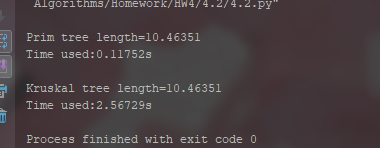 Algorithms/Homework/HW4/4.2/4.2.py"
Prim tree length=10.46351
Time used:0.11752s
Kruskal tree length=10.46351
Time used:2.56729s
Process finished with exit code 0